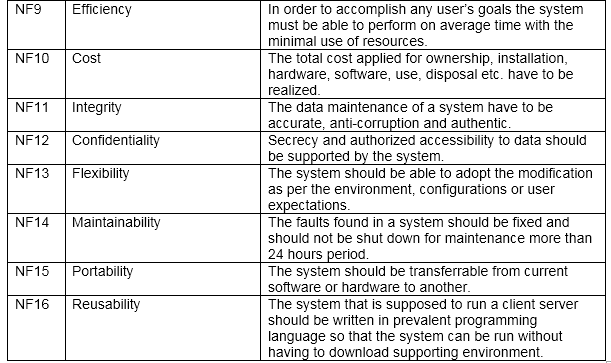 NF9 Efficiency In order to accomplish any user's goals the system
must be able to perform on average time with the
minimal use of resources.
NF10 Cost The total cost applied for ownership, installation,
hardware, software, use, disposal etc. have to be
realized.
NF11 Integrity The data maintenance of a system have to be
accurate, anti-corruption and authentic.
NF12 Confidentiality Secrecy and authorized accessibility to data should
be supported by the system.
NF13 Flexibility The system should be able to adopt the modification
as per the environment, configurations or user
expectations.
NF14 Maintainability The faults found in a system should be fixed and
should not be shut down for maintenance more than
24 hours period.
NF15 Portability The system should be transferrable from current
software or hardware to another.
NF16 Reusability The system that is supposed to run a client server
should be written in prevalent programming
language so that the system can be run without
having to download supporting environment.